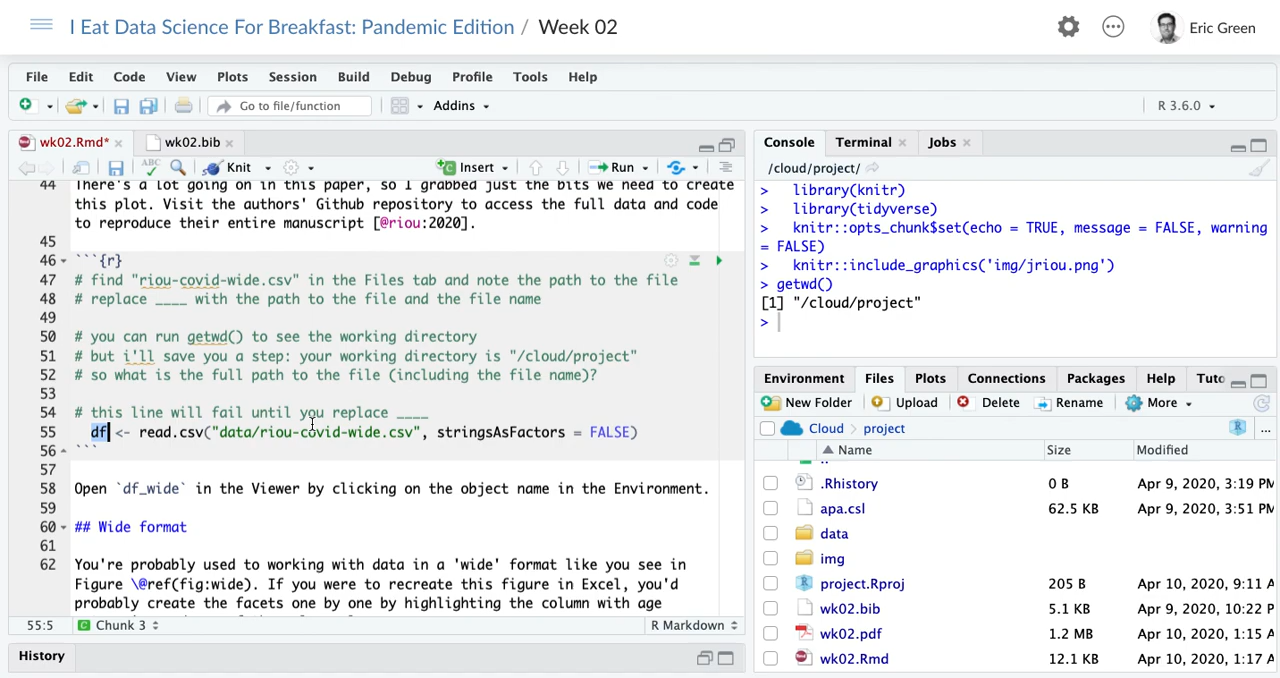 I Eat Data Science For Breakfast: Pandemic Edition / Week 02
Eric Green
File Edit Code View Plots Session Build Debug Profile Tools Help
Go to file/function
Addins
R 3.6.0
wk02.Rmd*
wk02.bib
ABC
Knit
Insert
Run
44 There's a lot going on in this paper, so I grabbed just the bits we need to create
this plot. Visit the authors' Github repository to access the full data and code
to reproduce their entire manuscript [@riou:2020].
45
46 ```{r}
47 # find "riou-covid-wide.csv" in the Files tab and note the path to the file
48 # replace ____ with the path to the file and the file name
49
50 # you can run getwd() to see the working directory
51 # but i'll save you a step: your working directory is "/cloud/project"
52 # so what is the full path to the file (including the file name)?
53
54 # this line will fail until you replace ____
55 df <- read.csv("data/riou-covid-wide.csv", stringsAsFactors = FALSE)
56 ```
57
58 Open `df_wide` in the Viewer by clicking on the object name in the Environment.
59
60 ## Wide format
61
62 You're probably used to working with data in a 'wide' format like you see in
Figure \@ref(fig:wide). If you were to recreate this figure in Excel, you'd
probably create the facets one by one by highlighting the column with age
55:5 C Chunk 3 R Markdown
History
Console Terminal Jobs
/cloud/project/
> library(knitr)
> library(tidyverse)
> knitr::opts_chunk$set(echo = TRUE, message = FALSE, warning
= FALSE)
> knitr::include_graphics('img/jriou.png')
> getwd()
[1] "/cloud/project"
>
Environment Files Plots Connections Packages Help Tuto
New Folder Upload Delete Rename More
Cloud project
Name Size Modified
..
.Rhistory 0 B Apr 9, 2020, 3:19 PM
apa.csl 62.5 KB Apr 9, 2020, 3:51 PM
data
img
project.Rproj 205 B Apr 10, 2020, 9:11 A
wk02.bib 5.1 KB Apr 9, 2020, 10:22 P
wk02.pdf 1.2 MB Apr 10, 2020, 1:15 A
wk02.Rmd 12.1 KB Apr 10, 2020, 1:17 A